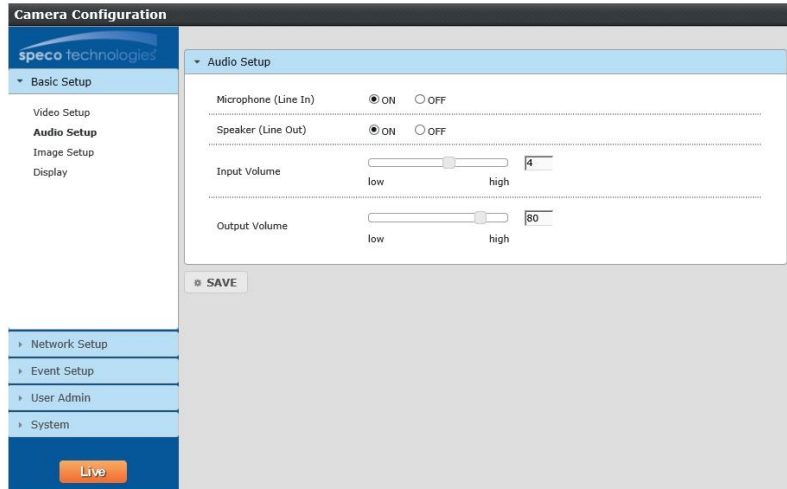 Camera Configuration
speco technologies
Basic Setup
Video Setup
Audio Setup
Image Setup
Display
Network Setup
Event Setup
User Admin
System
Live
Audio Setup
Microphone (Line In) ON OFF
Speaker (Line Out) ON OFF
Input Volume 4
low high
Output Volume 80
low high
SAVE